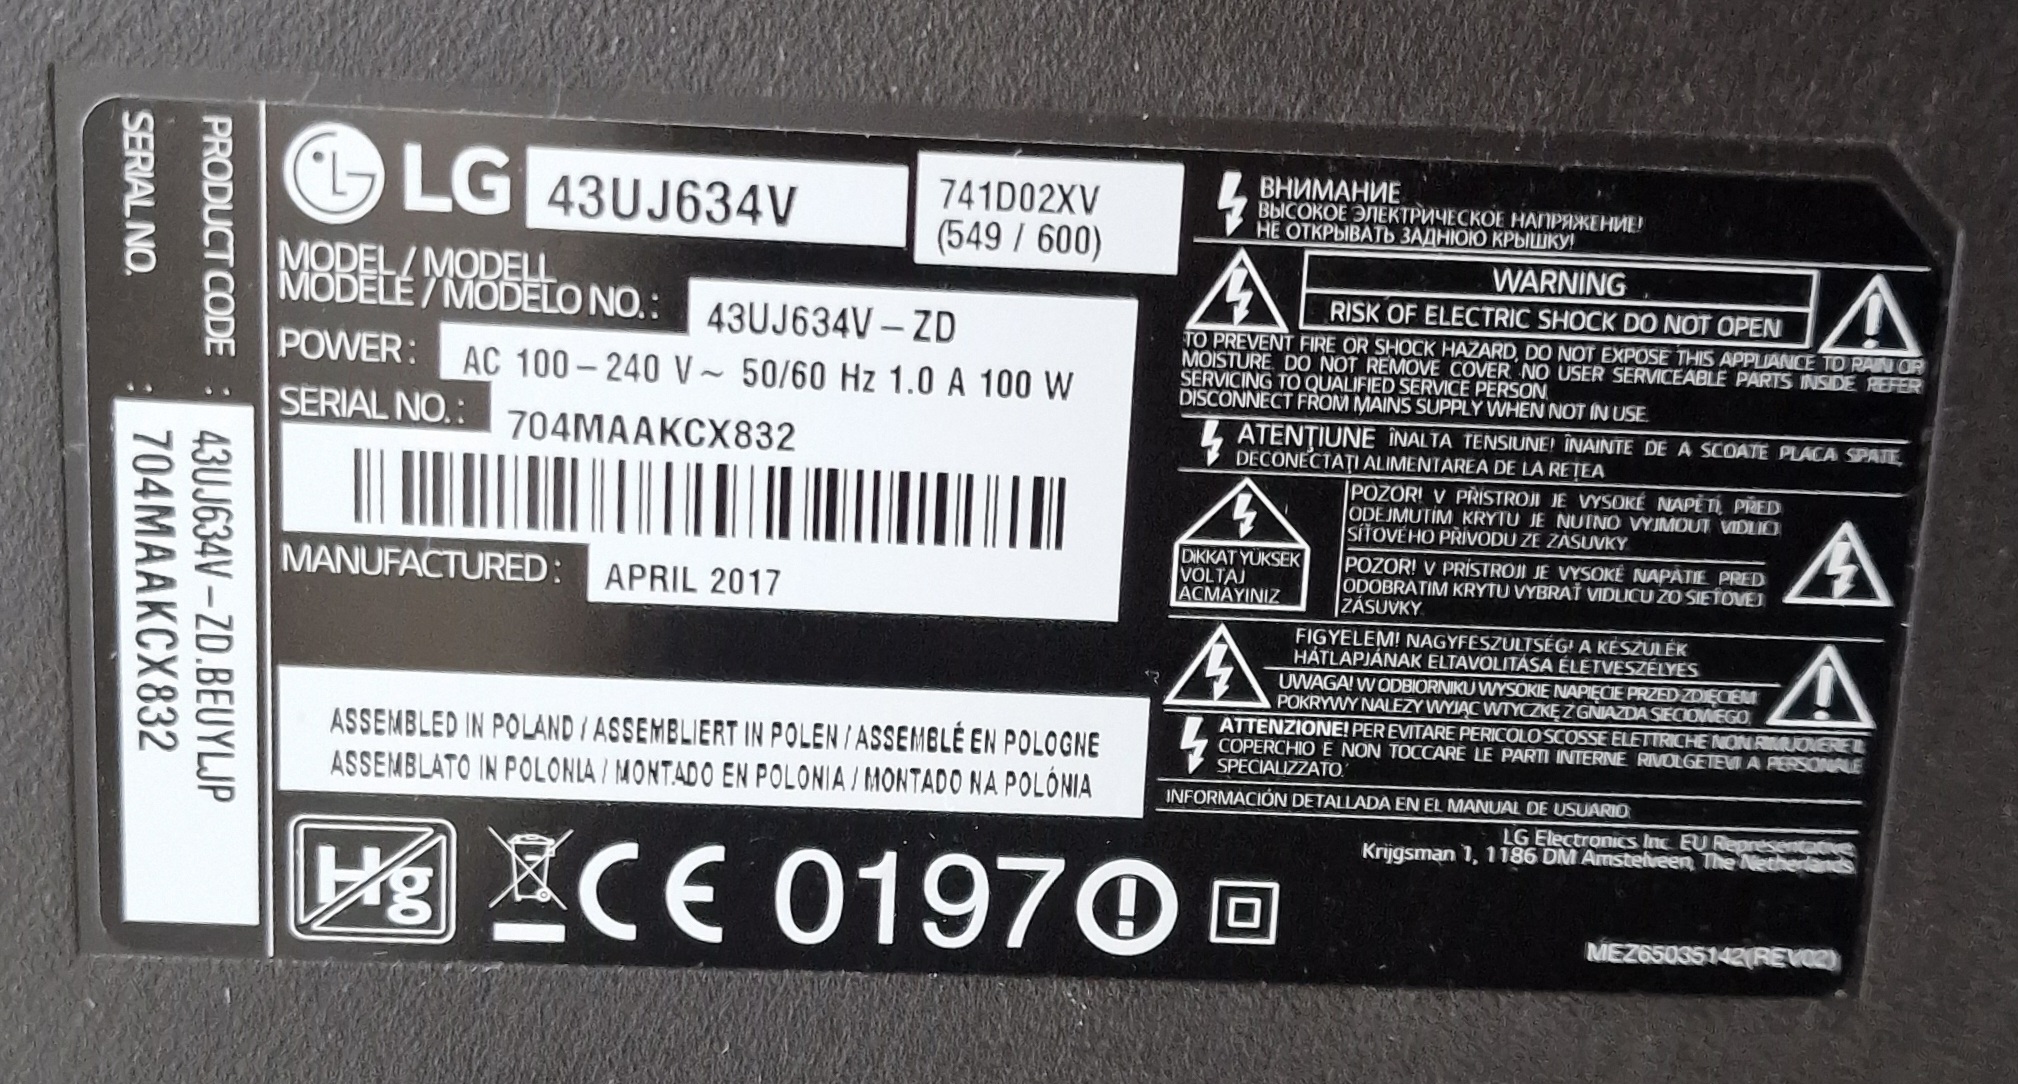 PRODUCT CODE : 43UJ634V – ZD.BEUYLJP
SERIAL NO. : 704MAAKCX832
LG 43UJ634V
741D02XV
(549 / 600)
MODEL / MODELL
MODÈLE / MODELO NO. : 43UJ634V – ZD
POWER : AC 100 – 240 V ~ 50/60 Hz 1.0 A 100 W
SERIAL NO. : 704MAAKCX832
MANUFACTURED : APRIL 2017
ASSEMBLED IN POLAND / ASSEMBLIERT IN POLEN / ASSEMBLÉ EN POLOGNE
ASSEMBLATO IN POLONIA / MONTADO EN POLONIA / MONTADO NA POLÓNIA
Hg
CE 0197
ВНИМАНИЕ
ВЫСОКОЕ ЭЛЕКТРИЧЕСКОЕ НАПРЯЖЕНИЕ!
НЕ ОТКРЫВАТЬ ЗАДНЮЮ КРЫШКУ!
WARNING
RISK OF ELECTRIC SHOCK DO NOT OPEN
TO PREVENT FIRE OR SHOCK HAZARD, DO NOT EXPOSE THIS APPLIANCE TO RAIN OR
MOISTURE. DO NOT REMOVE COVER. NO USER SERVICEABLE PARTS INSIDE. REFER
SERVICING TO QUALIFIED SERVICE PERSON.
DISCONNECT FROM MAINS SUPPLY WHEN NOT IN USE.
ATENŢIUNE ÎNALTA TENSIUNE! ÎNAINTE DE A SCOATE PLACA SPATE,
DECONECTAŢI ALIMENTAREA DE LA REŢEA
DIKKAT YÜKSEK
VOLTAJ
AÇMAYINIZ
POZOR! V PŘÍSTROJI JE VYSOKÉ NAPĚTÍ, PŘED
ODEJMUTÍM KRYTU JE NUTNO VYJMOUT VIDLICI
SÍŤOVÉHO PŘÍVODU ZE ZÁSUVKY.
POZOR! V PRÍSTROJI JE VYSOKÉ NAPÄTIE PRED
ODOBRATIM KRYTU VYBRAŤ VIDLICU ZO SIEŤOVEJ
ZÁSUVKY.
FIGYELEM! NAGYFESZÜLTSÉG! A KÉSZÜLÉK
HÁTLAPJÁNAK ELTAVOLITÁSA ÉLETVESZÉLYES
UWAGA! W ODBIORNIKU WYSOKIE NAPIĘCIE PRZED ZDJĘCIEM
POKRYWY NALEŻY WYJĄĆ WTYCZKĘ Z GNIAZDA SIECIOWEGO
ATTENZIONE! PER EVITARE PERICOLO SCOSSE ELETTRICHE NON RIMUOVERE IL
COPERCHIO E NON TOCCARE LE PARTI INTERNE RIVOLGETEVI A PERSONALE
SPECIALIZZATO.
INFORMACIÓN DETALLADA EN EL MANUAL DE USUARIO
LG Electronics Inc. EU Representative
Krijgsman 1, 1186 DM Amstelveen, The Netherlands
MEZ65035142(REV02)